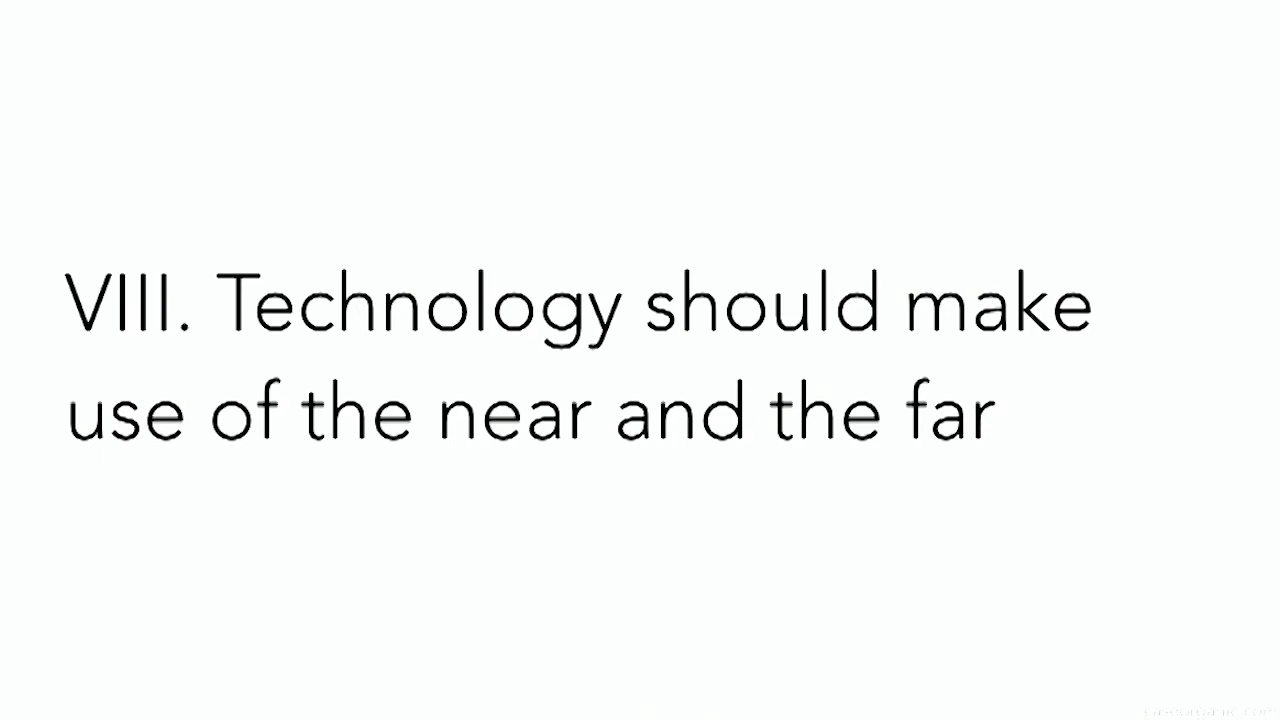 VIII. Technology should make
use of the near and the far